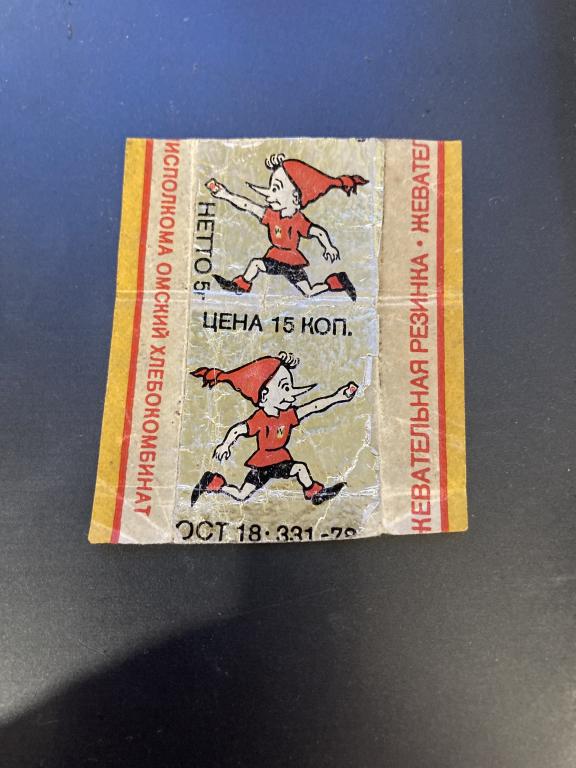 ИСПОЛКОМА ОМСКИЙ ХЛЕБОКОМБИНАТ
НЕТТО 5г
ЦЕНА 15 КОП.
ОСТ 18·331-78
ЖЕВАТЕЛЬНАЯ РЕЗИНКА · ЖЕВАТЕЛ